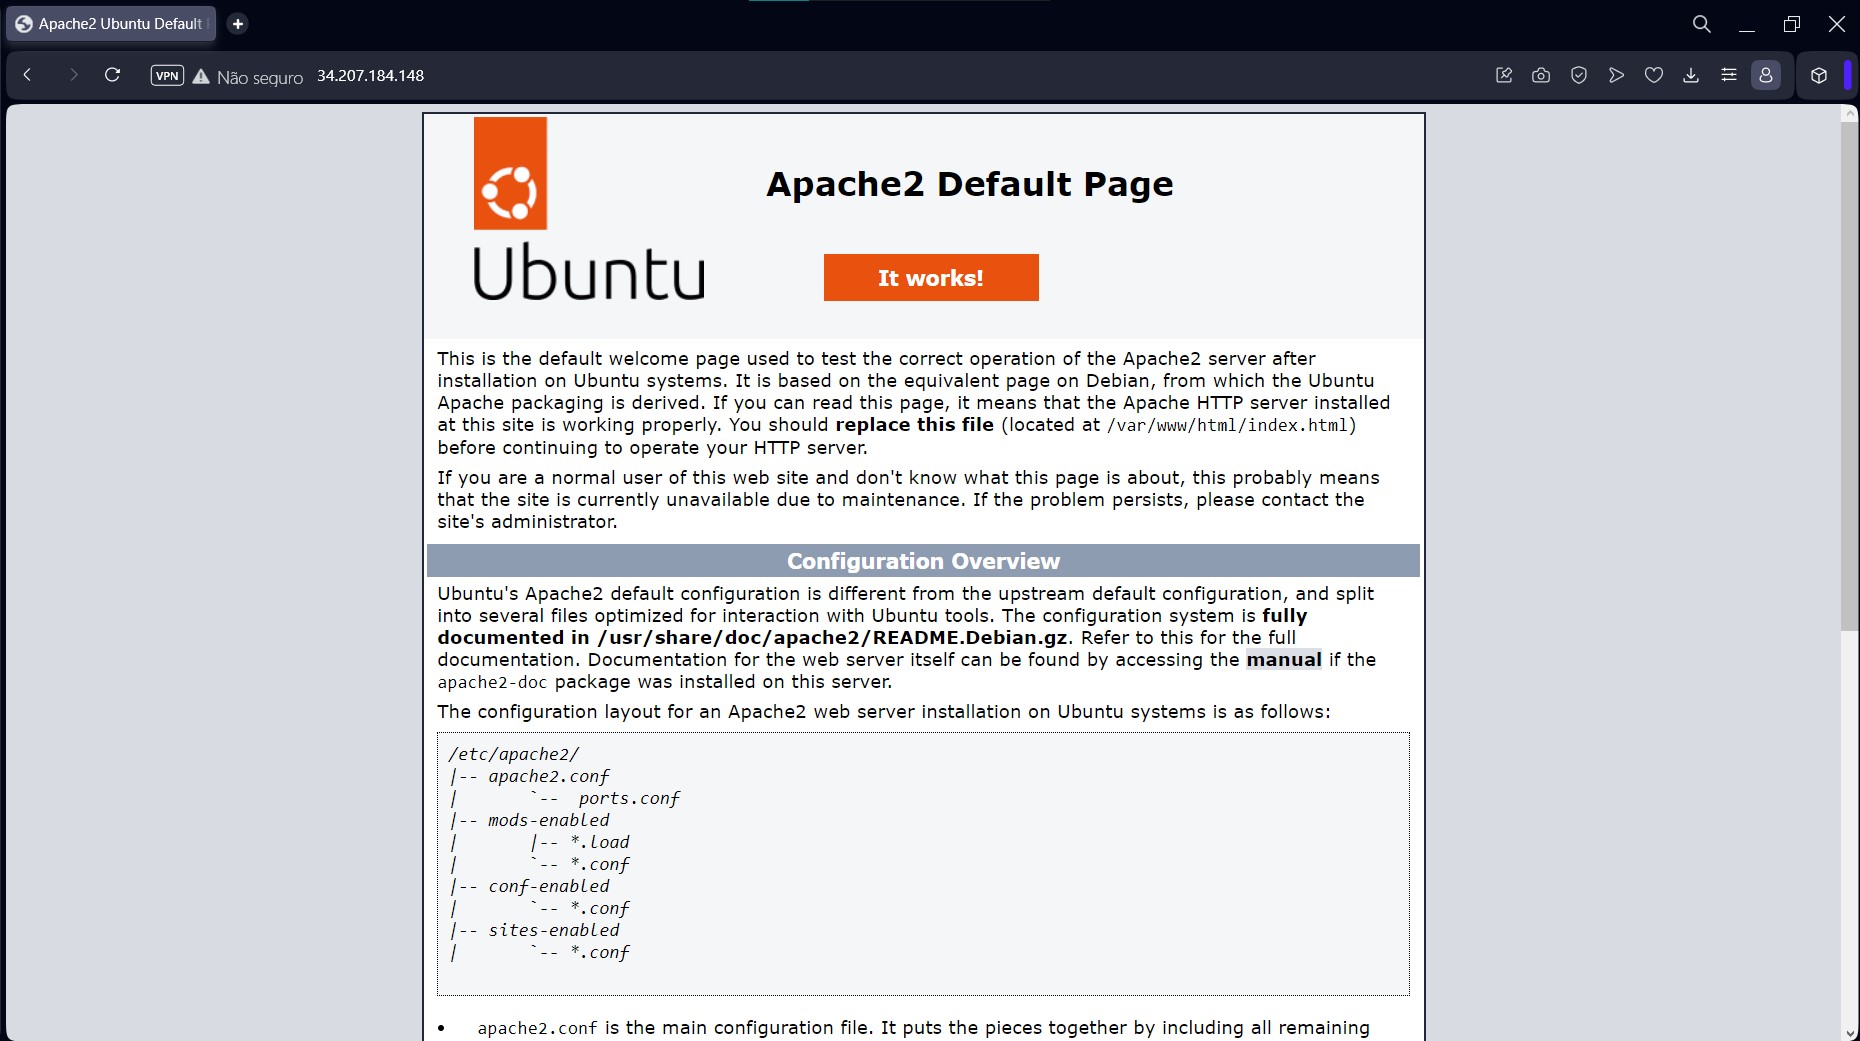 Apache2 Ubuntu Default
VPN
Não seguro
34.207.184.148
Ubuntu
Apache2 Default Page
It works!
This is the default welcome page used to test the correct operation of the Apache2 server after
installation on Ubuntu systems. It is based on the equivalent page on Debian, from which the Ubuntu
Apache packaging is derived. If you can read this page, it means that the Apache HTTP server installed
at this site is working properly. You should replace this file (located at /var/www/html/index.html)
before continuing to operate your HTTP server.
If you are a normal user of this web site and don't know what this page is about, this probably means
that the site is currently unavailable due to maintenance. If the problem persists, please contact the
site's administrator.
Configuration Overview
Ubuntu's Apache2 default configuration is different from the upstream default configuration, and split
into several files optimized for interaction with Ubuntu tools. The configuration system is fully
documented in /usr/share/doc/apache2/README.Debian.gz. Refer to this for the full
documentation. Documentation for the web server itself can be found by accessing the manual if the
apache2-doc package was installed on this server.
The configuration layout for an Apache2 web server installation on Ubuntu systems is as follows:
/etc/apache2/
|-- apache2.conf
|       `--  ports.conf
|-- mods-enabled
|       |-- *.load
|       `-- *.conf
|-- conf-enabled
|       `-- *.conf
|-- sites-enabled
|       `-- *.conf
• apache2.conf is the main configuration file. It puts the pieces together by including all remaining